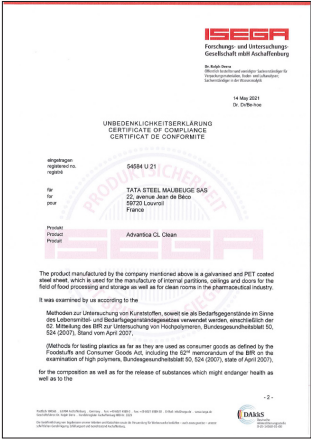 ISEGA
Forschungs- und Untersuchungs-
Gesellschaft mbH Aschaffenburg
Dr. Ralph Derra
Öffentlich bestellter und vereidigter Sachverständiger für
14 May 2021
Dr. Di/Be-hoc
UNBEDENKLICHKEITSERKLÄRUNG
CERTIFICATE OF COMPLIANCE
CERTIFICAT DE CONFORMITE
eingetragen
registered no. 54584 U 21
registré
für TATA STEEL MAUBEUGE SAS
for 22, avenue Jean de Béco
pour 59720 Louvroil
France
Produkt
Product Advantica CL Clean
Produit
PRODUKTSICHERHEIT
ISEGA
The product manufactured by the company mentioned above is a galvanised and PET coated
steel sheet, which is used for the manufacture of internal partitions, ceilings and doors for the
field of food processing and storage as well as for clean rooms in the pharmaceutical industry.
It was examined by us according to the
Methoden zur Untersuchung von Kunststoffen, soweit sie als Bedarfsgegenstände im Sinne
des Lebensmittel- und Bedarfsgegenständegesetzes verwendet werden, einschließlich der
62. Mitteilung des BfR zur Untersuchung von Hochpolymeren, Bundesgesundheitsblatt 50,
524 (2007), Stand vom April 2007,
(Methods for testing plastics as far as they are used as consumer goods as defined by the
Foodstuffs and Consumer Goods Act, including the 62nd memorandum of the BfR on the
examination of high polymers, Bundesgesundheitsblatt 50, 524 (2007), state of April 2007),
for the composition as well as for the release of substances which might endanger health as
well as to the
- 2 -
DAkkS